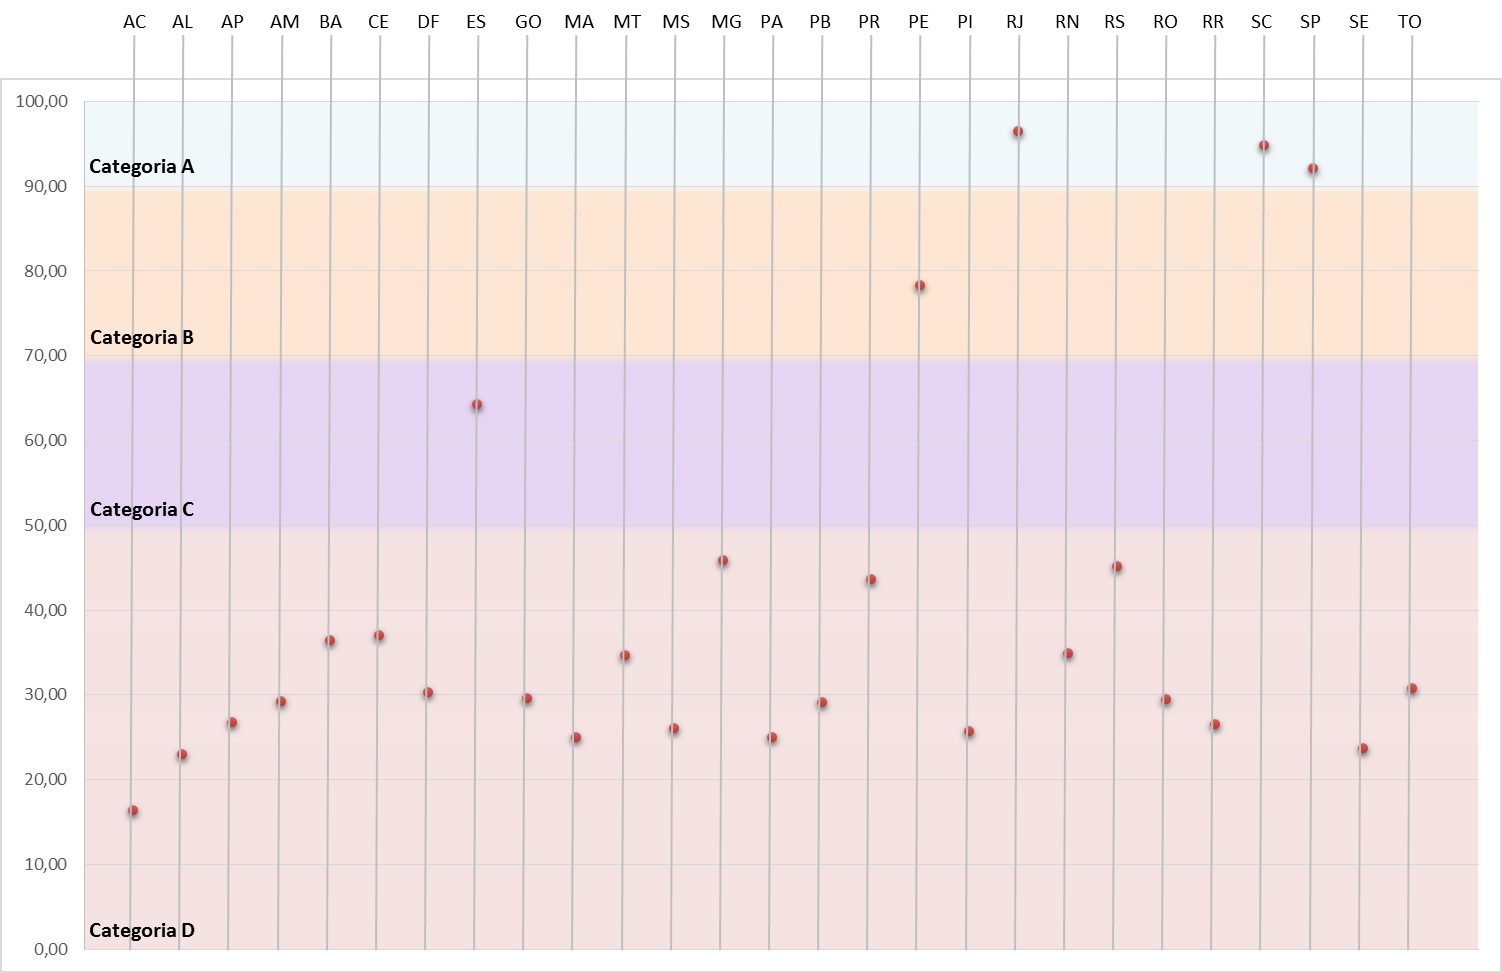 AC AL AP AM BA CE DF ES GO MA MT MS MG PA PB PR PE PI RJ RN RS RO RR SC SP SE TO
100,00
Categoria A
90,00
80,00
Categoria B
70,00
60,00
Categoria C
50,00
40,00
30,00
20,00
10,00
Categoria D
0,00